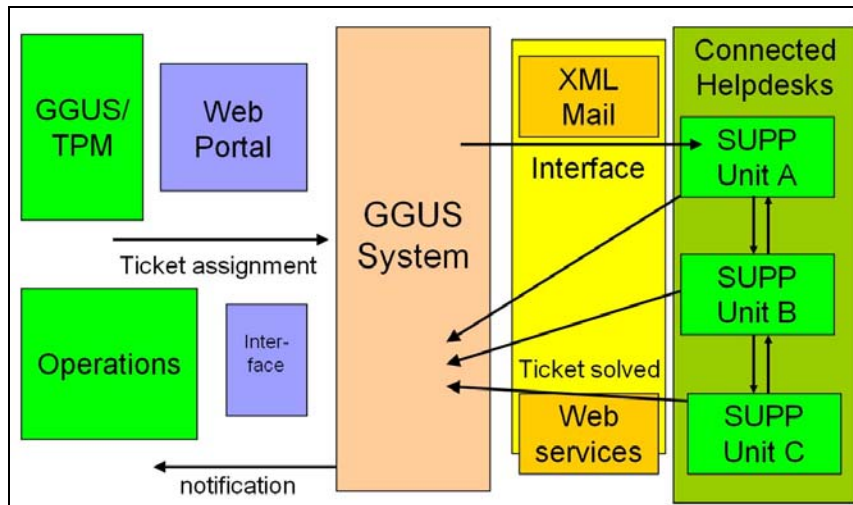 GGUS/
TPM
Web
Portal
Ticket assignment
Operations
Inter-
face
notification
GGUS
System
XML
Mail
Interface
Ticket solved
Web
services
Connected
Helpdesks
SUPP
Unit A
SUPP
Unit B
SUPP
Unit C